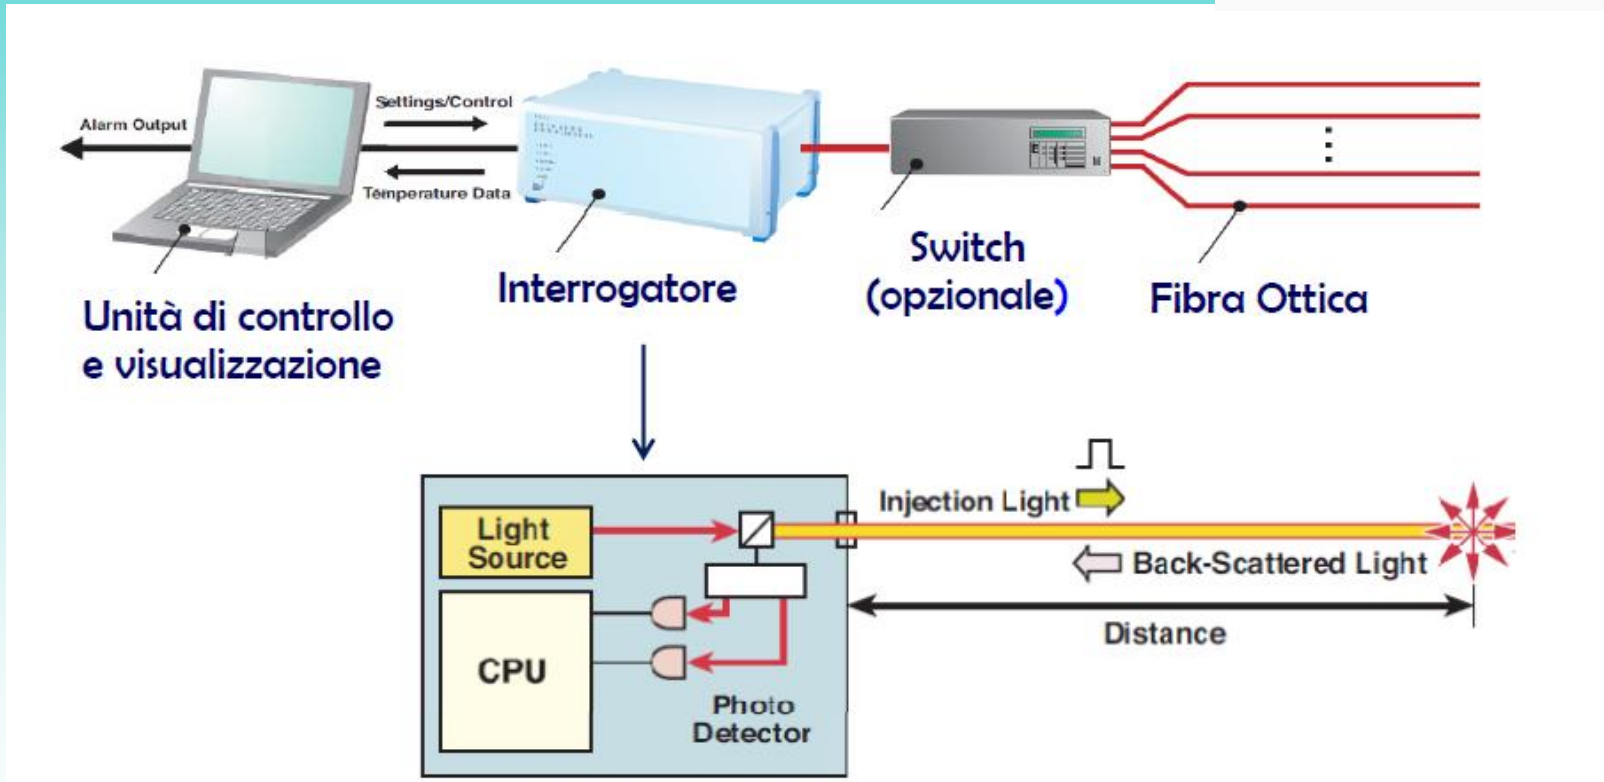 Alarm Output
Settings/Control
Temperature Data
Unità di controllo
e visualizzazione
Interrogatore
Switch
(opzionale)
Fibra Ottica
Light
Source
CPU
Photo
Detector
Injection Light
Back-Scattered Light
Distance